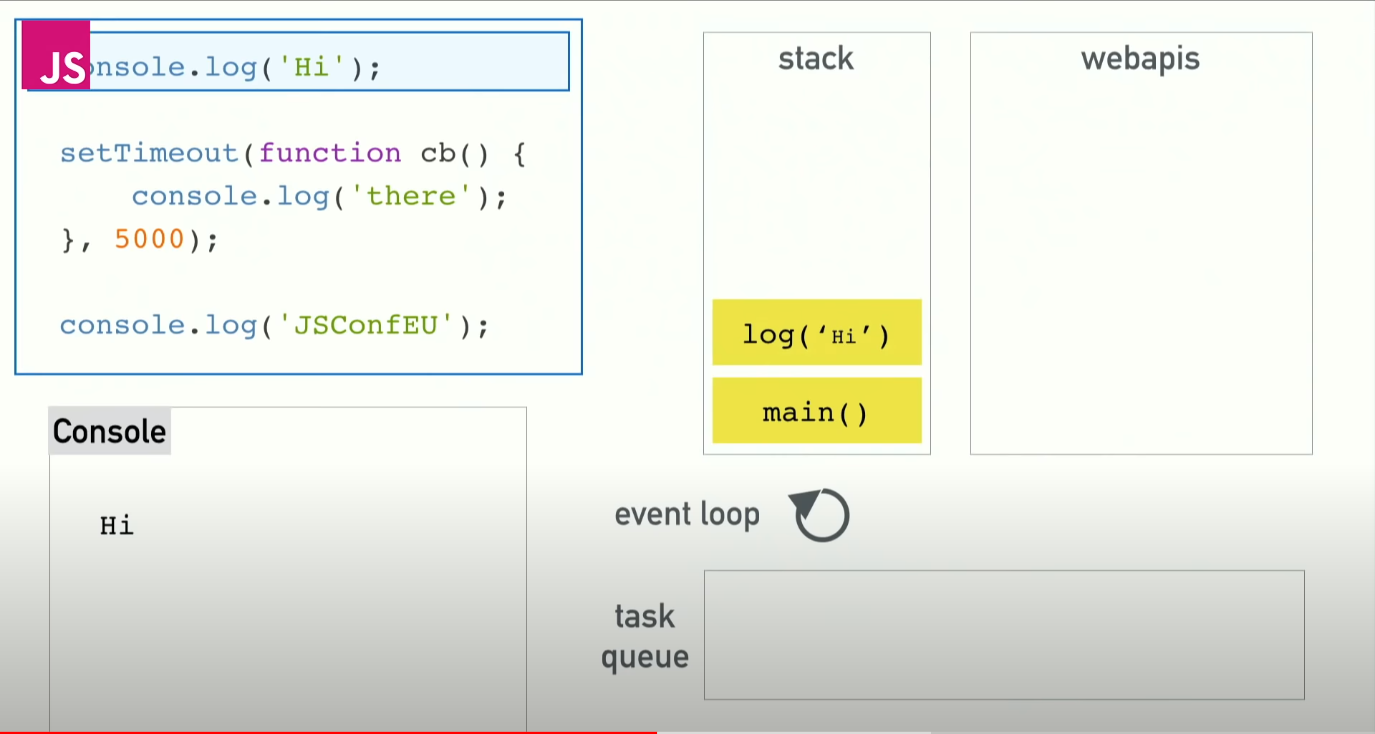 JS
onsole.log('Hi');
setTimeout(function cb() {
console.log('there');
}, 5000);
console.log('JSConfEU');
Console
Hi
stack
log(‘Hi’)
main()
webapis
event loop
task
queue